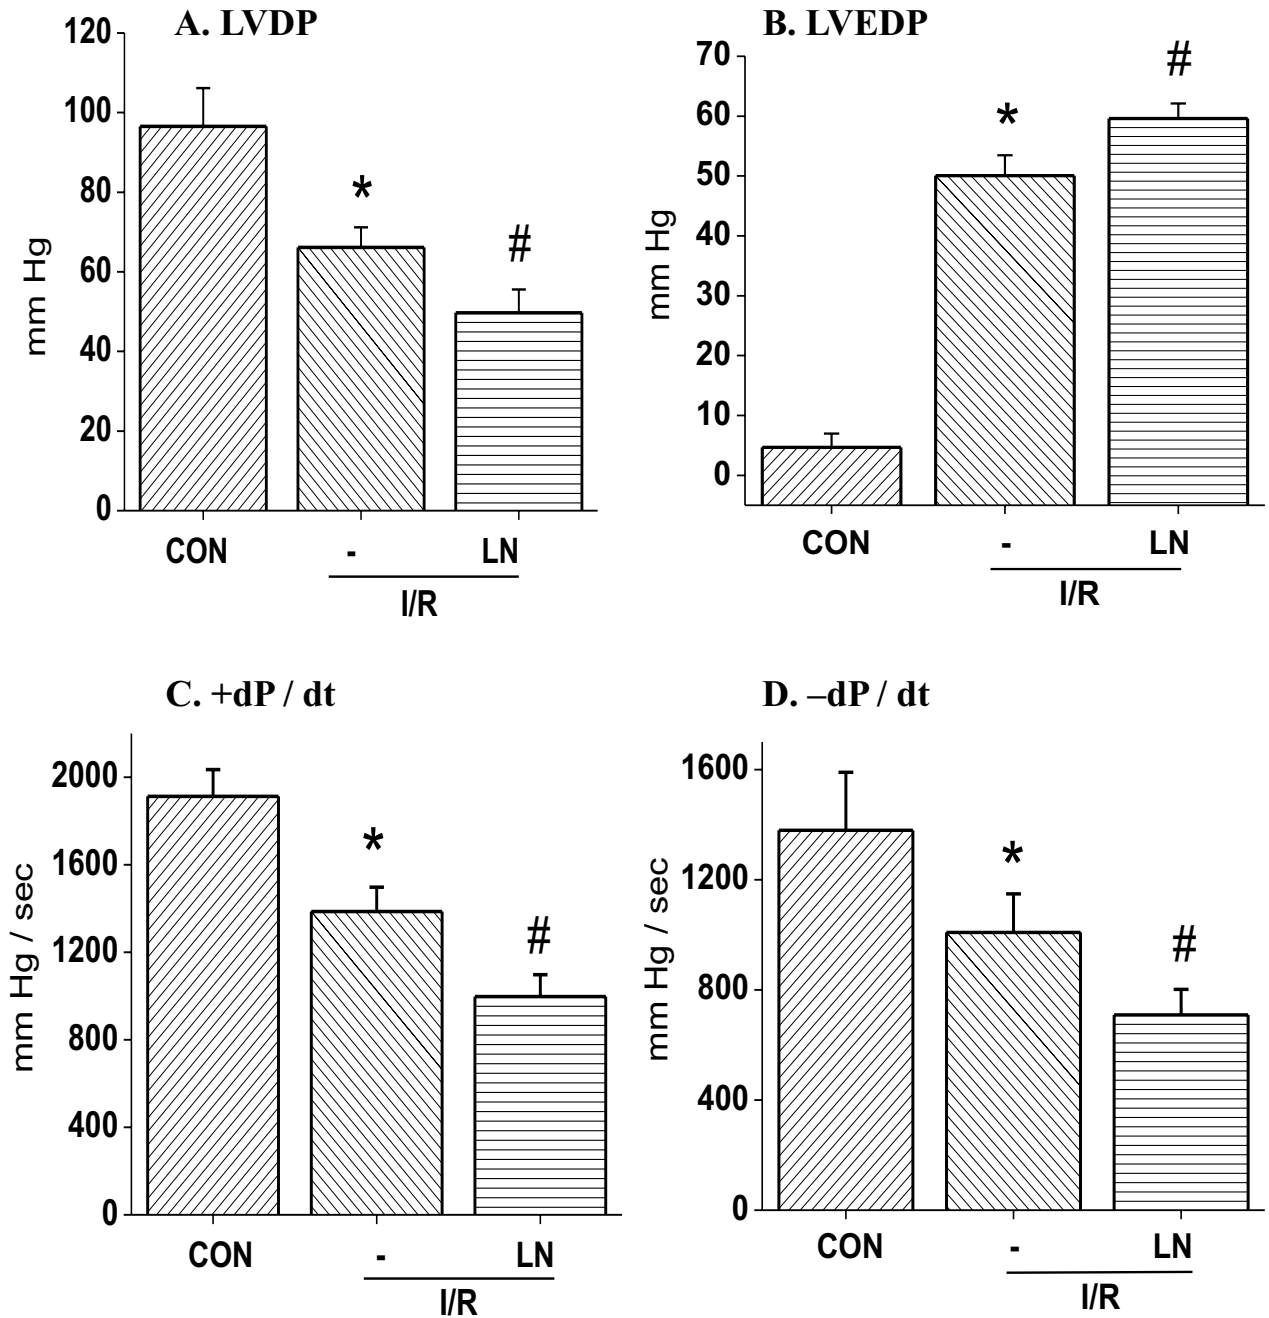 A. LVDP
120
100
80
60
40
20
0
mm Hg
*
#
CON
-
LN
I/R
B. LVEDP
70
60
50
40
30
20
10
0
mm Hg
*
#
CON
-
LN
I/R
C. +dP / dt
2000
1600
1200
800
400
0
mm Hg / sec
*
#
CON
-
LN
I/R
D. –dP / dt
1600
1200
800
400
0
mm Hg / sec
*
#
CON
-
LN
I/R